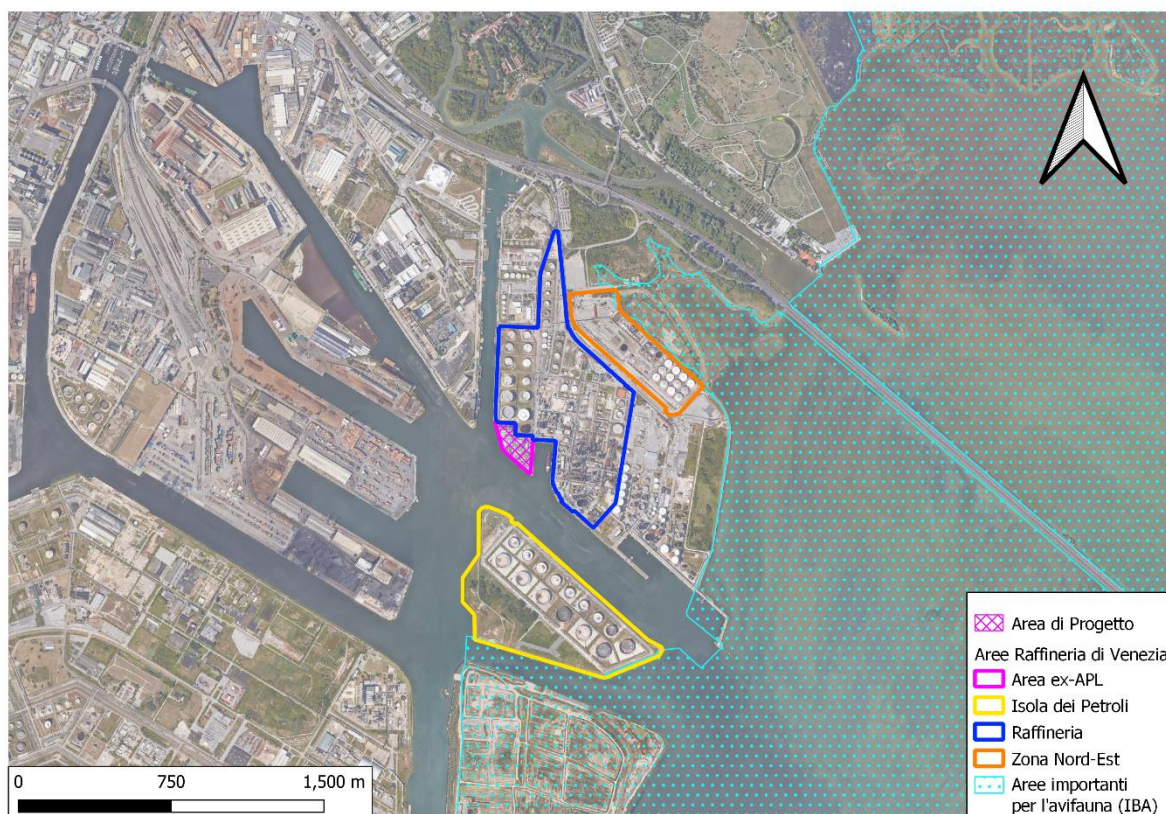 Area di Progetto
Aree Raffineria di Venezia
Area ex-APL
Isola dei Petroli
Raffineria
Zona Nord-Est
Aree importanti
per l'avifauna (IBA)
0 750 1,500 m